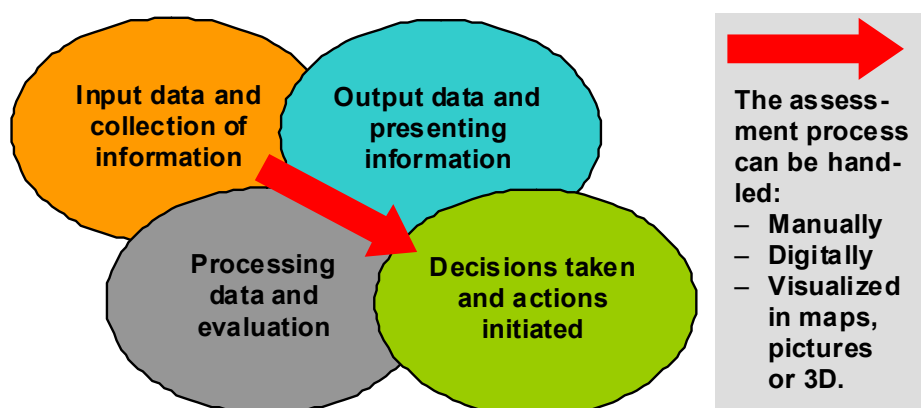 Input data and
collection of
information
Output data and
presenting
information
Processing
data and
evaluation
Decisions taken
and actions
initiated
The assess-
ment process
can be hand-
led:
– Manually
– Digitally
– Visualized
in maps,
pictures
or 3D.